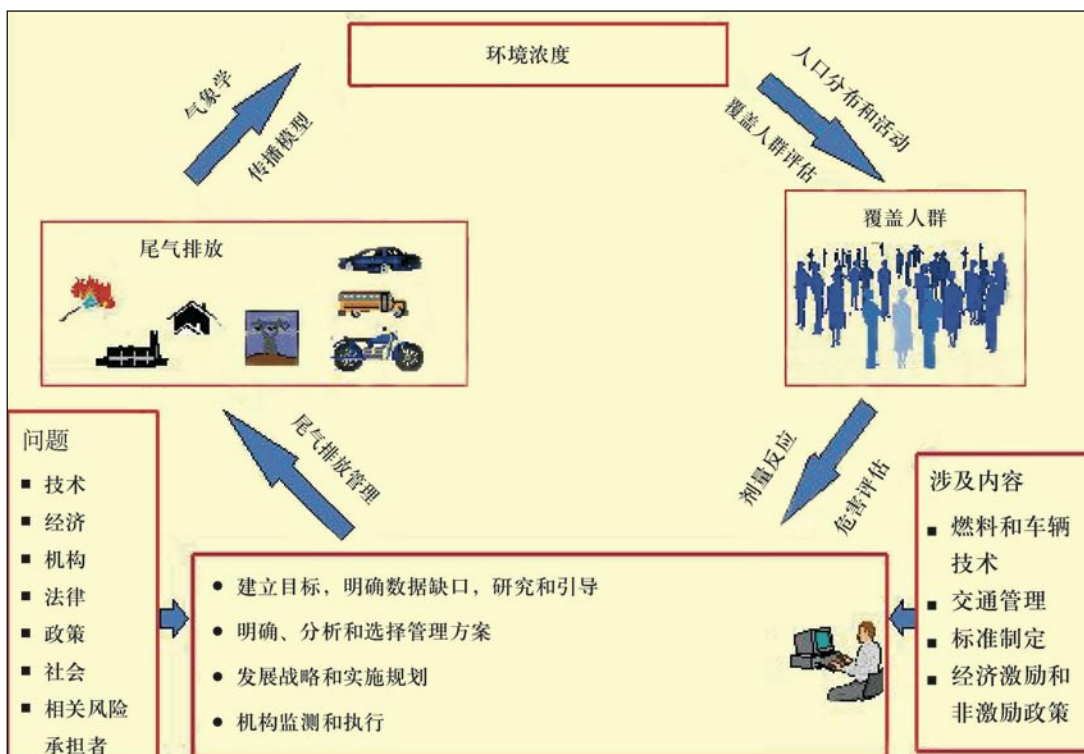 环境浓度
气象学
传播模型
人口分布和活动
覆盖人群评估
尾气排放
覆盖人群
尾气排放管理
剂量反应
危害评估
问题
■ 技术
■ 经济
■ 机构
■ 法律
■ 政策
■ 社会
■ 相关风险
承担者
● 建立目标，明确数据缺口，研究和引导
● 明确、分析和选择管理方案
● 发展战略和实施规划
● 机构监测和执行
涉及内容
■ 燃料和车辆
技术
■ 交通管理
■ 标准制定
■ 经济激励和
非激励政策